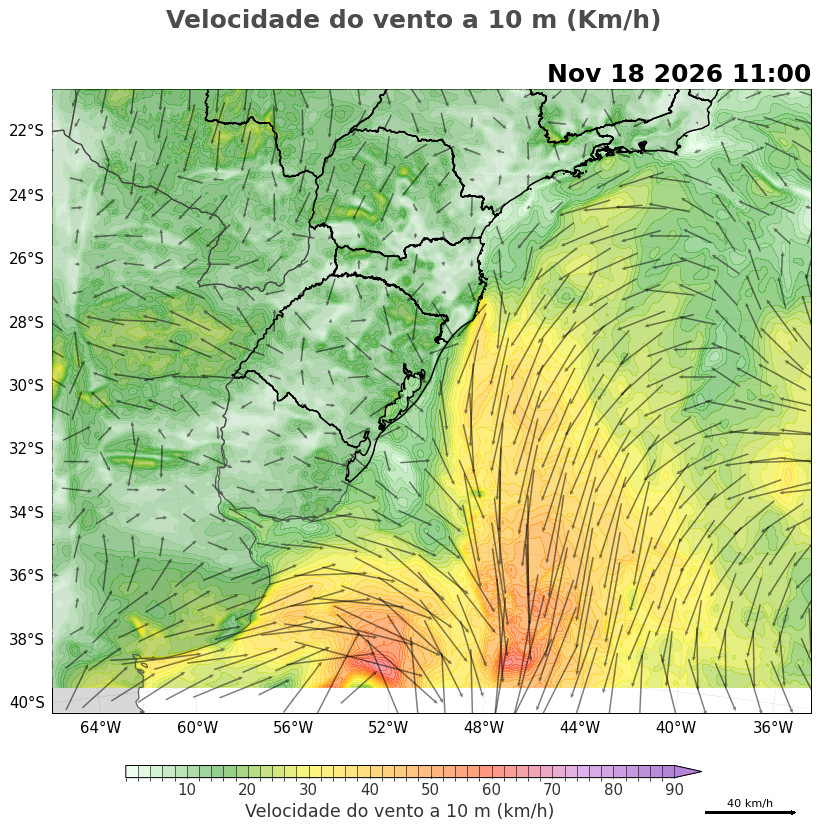 Velocidade do vento a 10 m (Km/h)
Nov 18 2026 11:00
22°S
24°S
26°S
28°S
30°S
32°S
34°S
36°S
38°S
40°S
64°W 60°W 56°W 52°W 48°W 44°W 40°W 36°W
10 20 30 40 50 60 70 80 90
Velocidade do vento a 10 m (km/h)
40 km/h